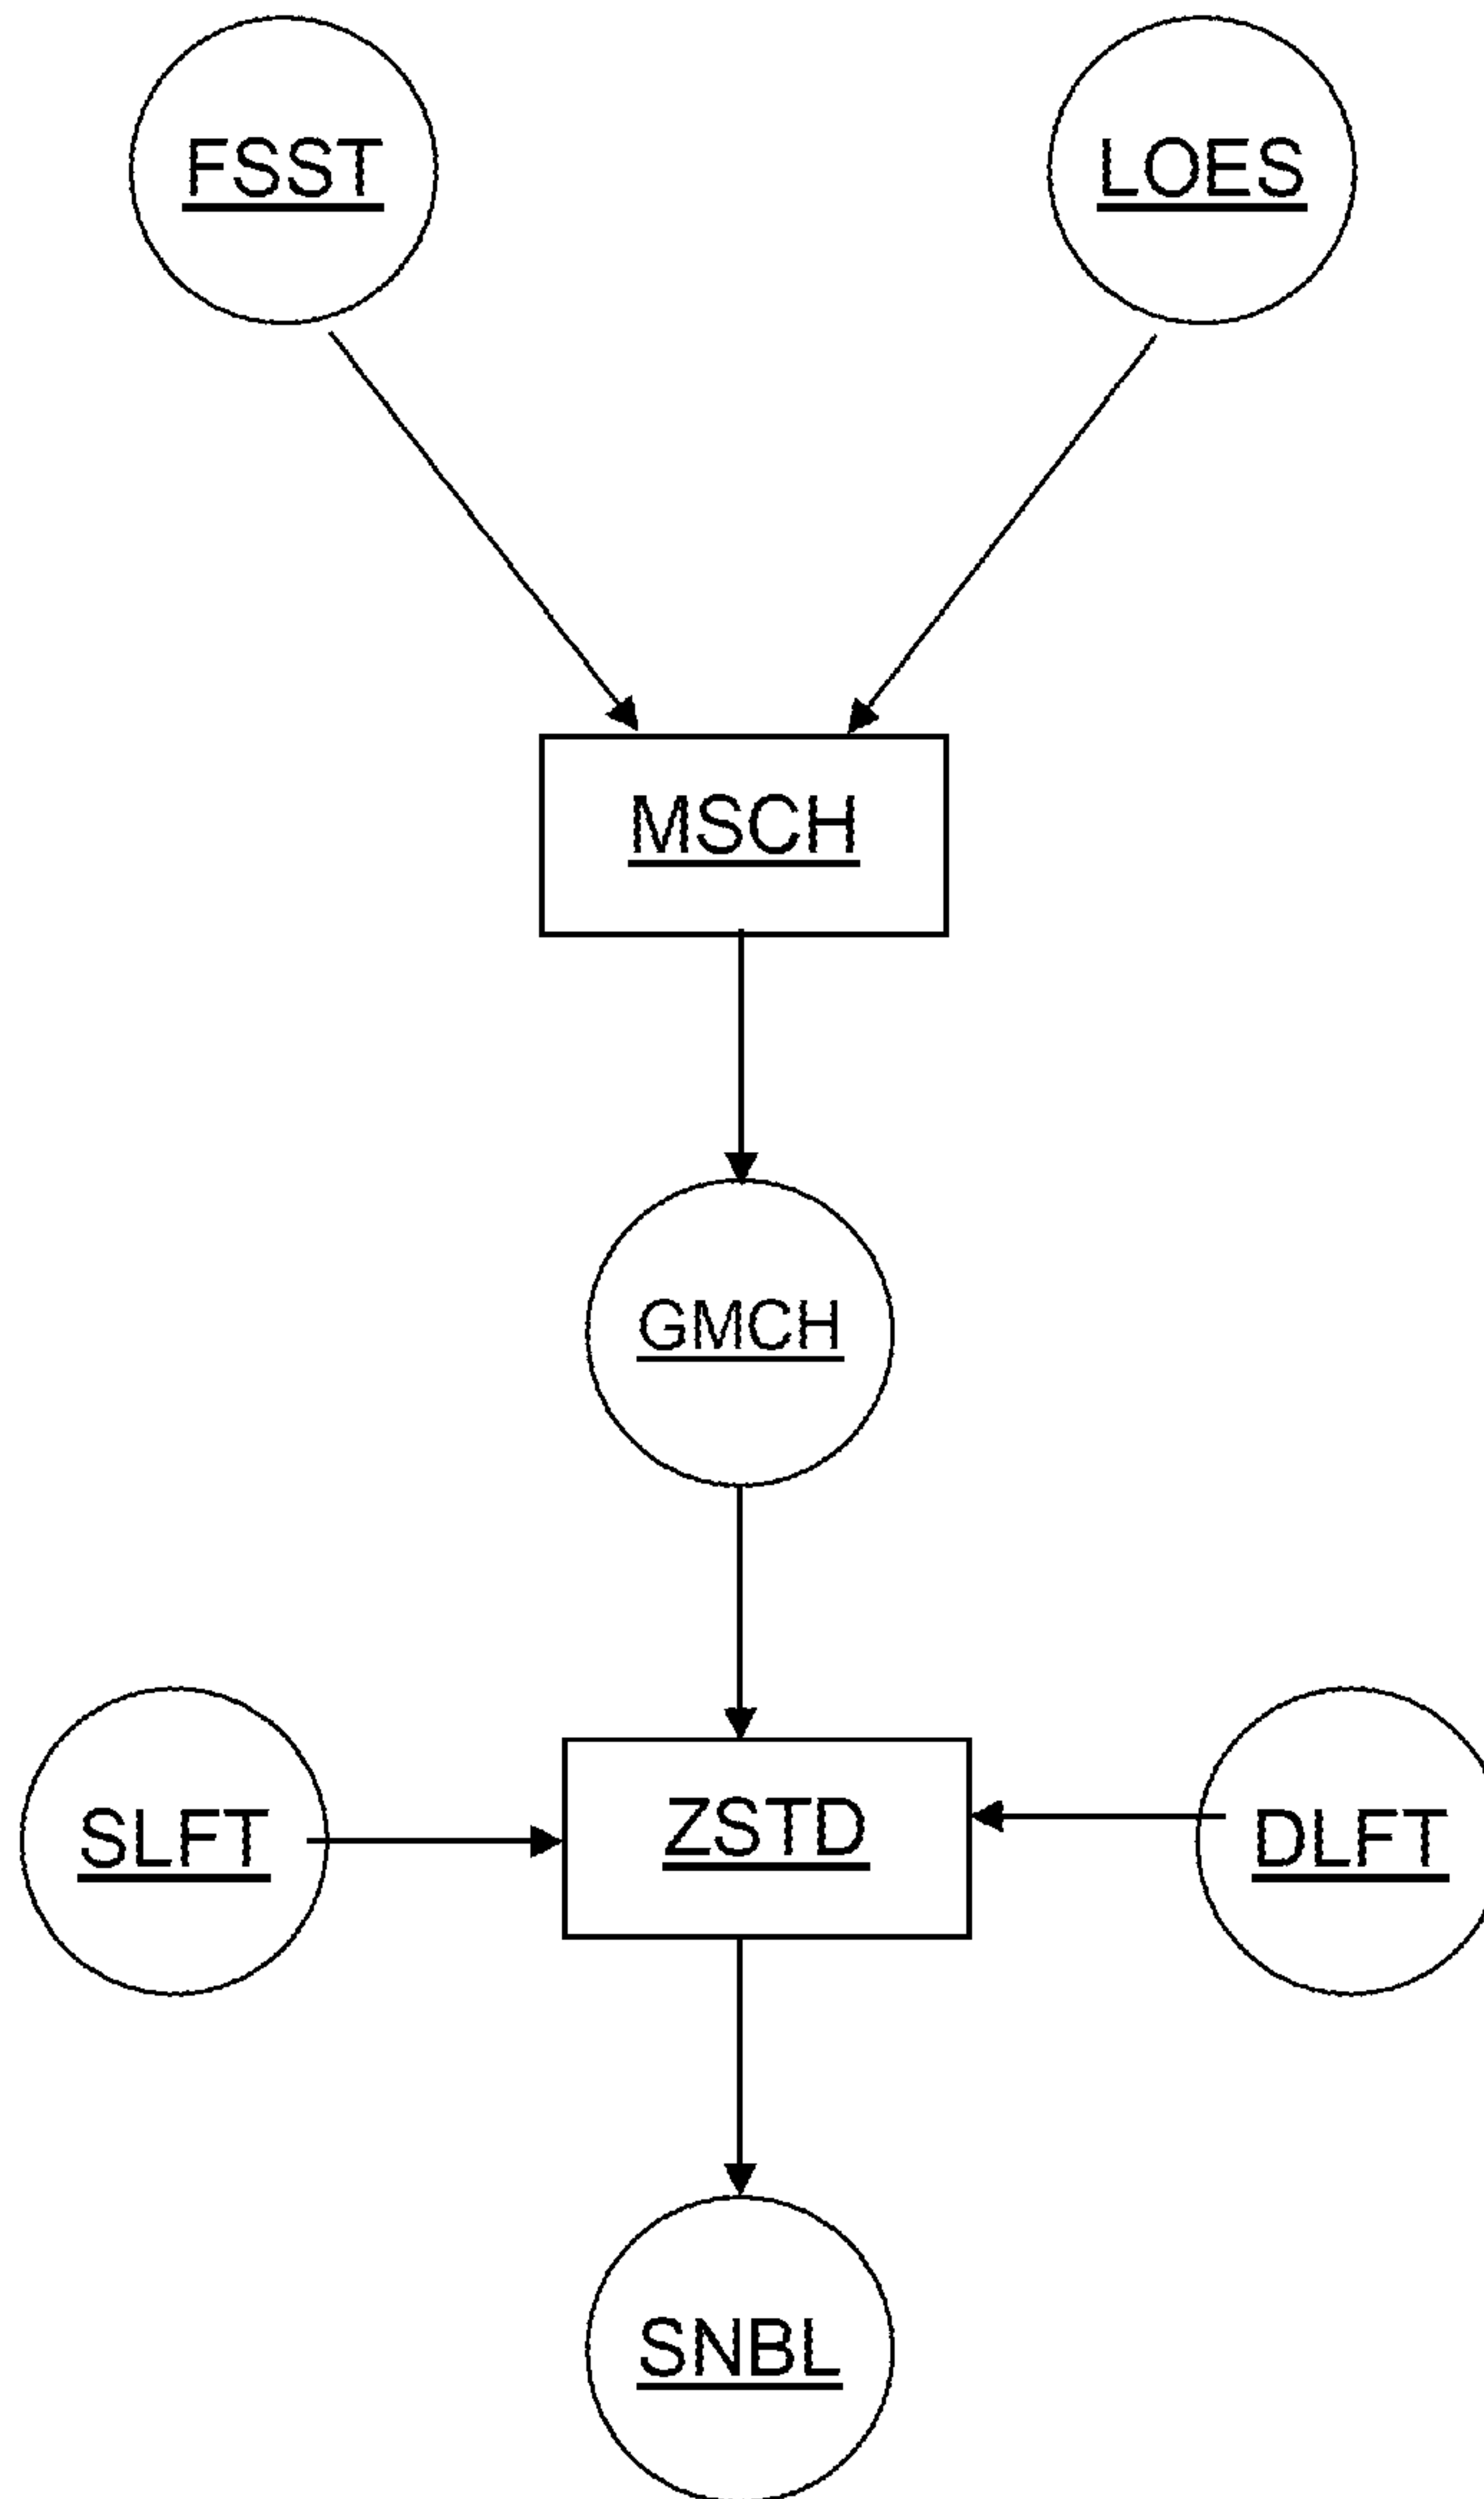 FSST
LOES
MSCH
GMCH
SLFT
ZSTD
DLFT
SNBL